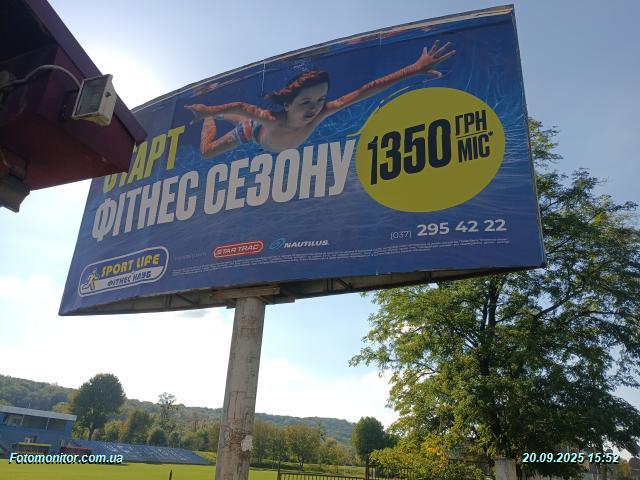 СТАРТ
ФІТНЕС СЕЗОНУ
1350 ГРН
МІС*
(037) 295 42 22
STAR TRAC
NAUTILUS
SPORT LIFE
ФІТНЕС КЛУБ
Fotomonitor.com.ua
20.09.2025 15:52